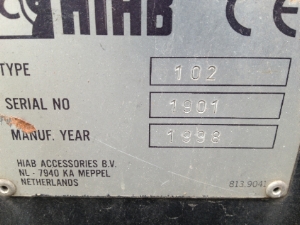 HIAB CE
TYPE 102
SERIAL NO 1901
MANUF. YEAR 1998
HIAB ACCESSORIES B.V.
NL - 7940 KA MEPPEL
NETHERLANDS